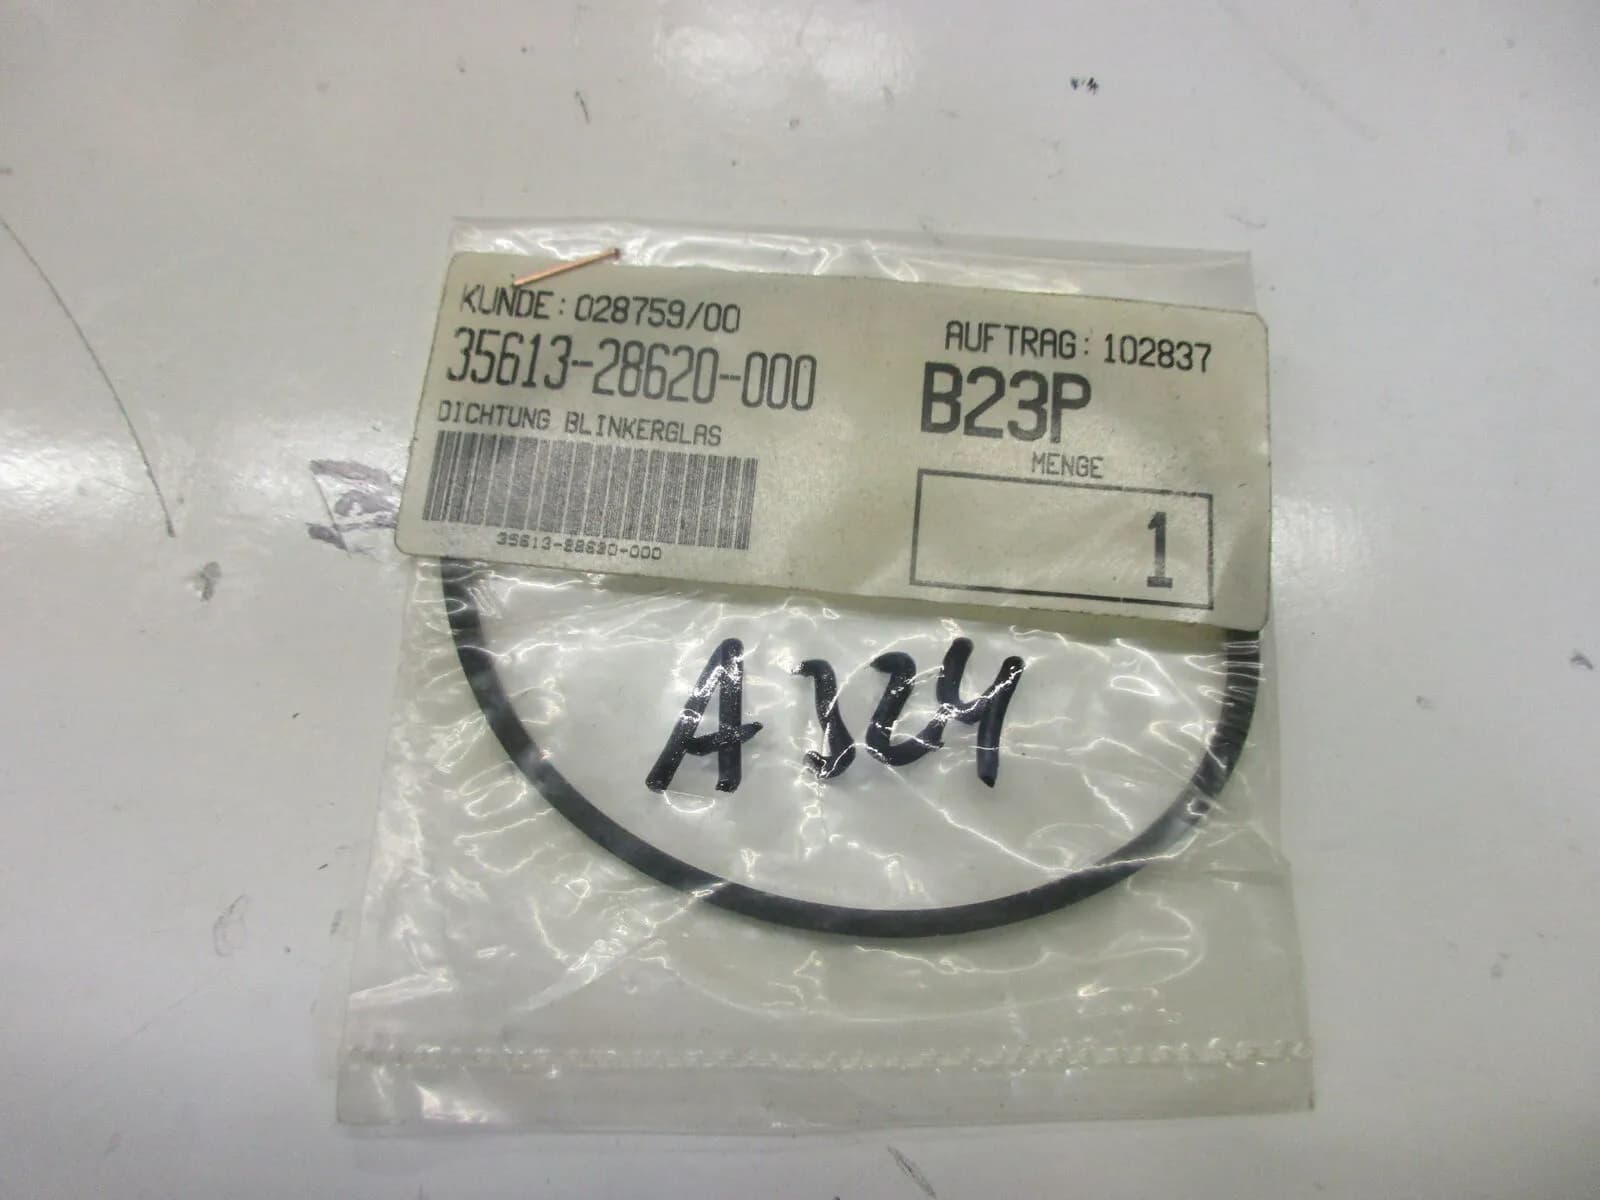 KUNDE: 028759/00
AUFTRAG: 102837
35613-28620-000
B23P
DICHTUNG BLINKERGLAS
MENGE
1
35613-28620-000
A 324